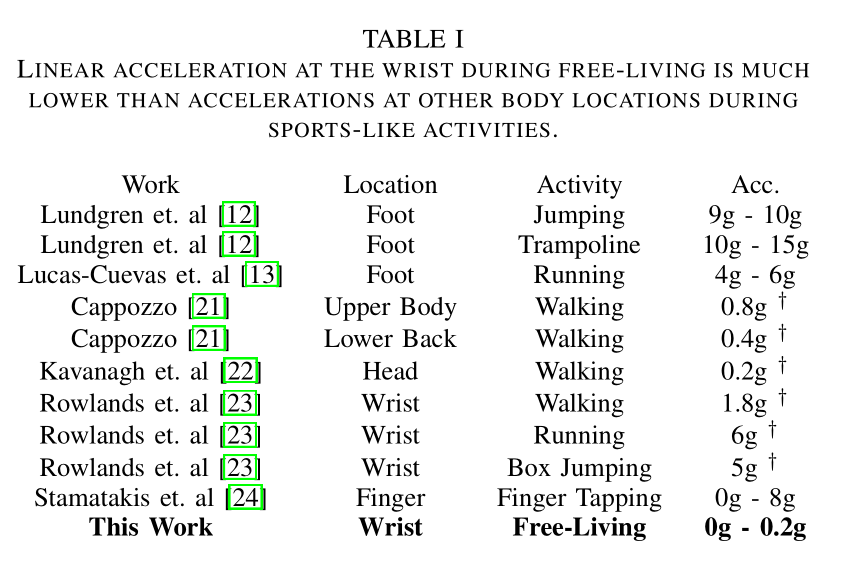 TABLE I
LINEAR ACCELERATION AT THE WRIST DURING FREE-LIVING IS MUCH
LOWER THAN ACCELERATIONS AT OTHER BODY LOCATIONS DURING
SPORTS-LIKE ACTIVITIES.
Work Location Activity Acc.
Lundgren et. al [12] Foot Jumping 9g - 10g
Lundgren et. al [12] Foot Trampoline 10g - 15g
Lucas-Cuevas et. al [13] Foot Running 4g - 6g
Cappozzo [21] Upper Body Walking 0.8g †
Cappozzo [21] Lower Back Walking 0.4g †
Kavanagh et. al [22] Head Walking 0.2g †
Rowlands et. al [23] Wrist Walking 1.8g †
Rowlands et. al [23] Wrist Running 6g †
Rowlands et. al [23] Wrist Box Jumping 5g †
Stamatakis et. al [24] Finger Finger Tapping 0g - 8g
This Work Wrist Free-Living 0g - 0.2g